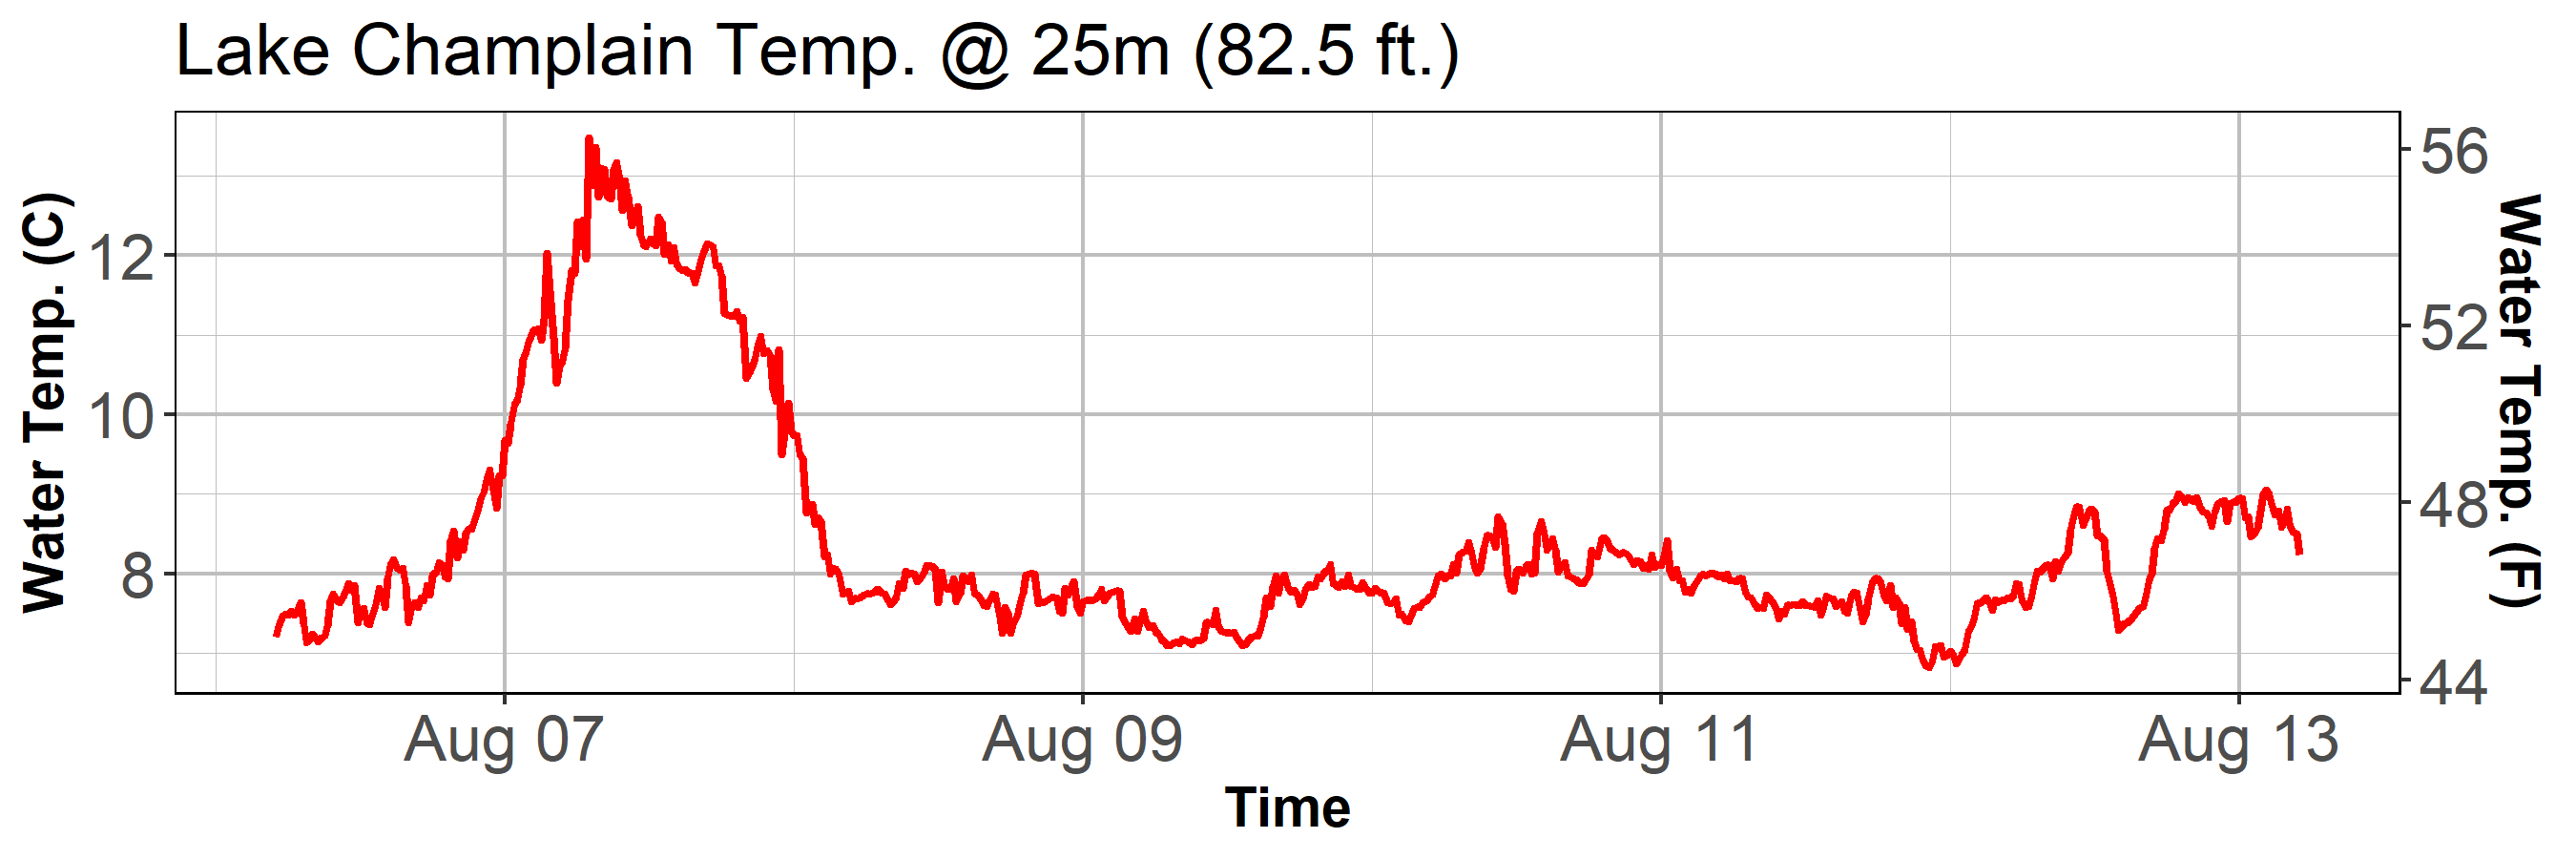 Lake Champlain Temp. @ 25m (82.5 ft.)
Water Temp. (C)
12
10
8
56
52
48
44
Water Temp. (F)
Aug 07
Aug 09
Aug 11
Aug 13
Time